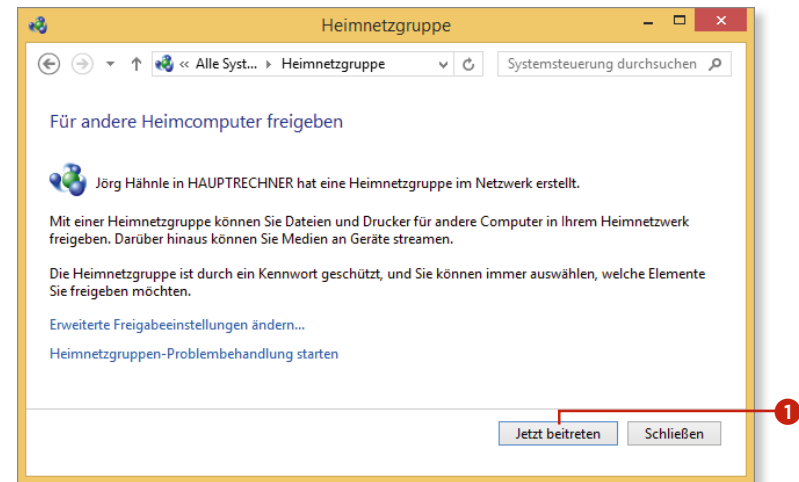 Heimnetzgruppe
« Alle Syst... ▸ Heimnetzgruppe
Systemsteuerung durchsuchen
Für andere Heimcomputer freigeben
Jörg Hähnle in HAUPTRECHNER hat eine Heimnetzgruppe im Netzwerk erstellt.
Mit einer Heimnetzgruppe können Sie Dateien und Drucker für andere Computer in Ihrem Heimnetzwerk
freigeben. Darüber hinaus können Sie Medien an Geräte streamen.
Die Heimnetzgruppe ist durch ein Kennwort geschützt, und Sie können immer auswählen, welche Elemente
Sie freigeben möchten.
Erweiterte Freigabeeinstellungen ändern...
Heimnetzgruppen-Problembehandlung starten
Jetzt beitreten
Schließen
1